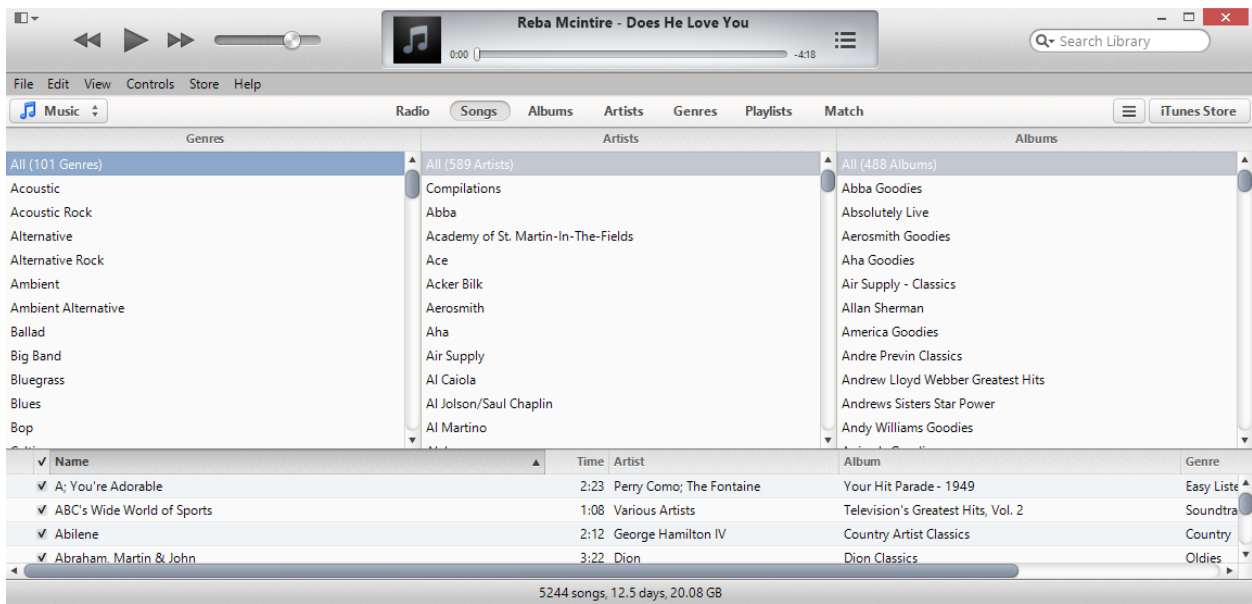 Reba Mcintire - Does He Love You
0:00 -4:18
Search Library
File Edit View Controls Store Help
Music Radio Songs Albums Artists Genres Playlists Match iTunes Store
Genres Artists Albums
All (101 Genres) All (589 Artists) All (488 Albums)
Acoustic Compilations Abba Goodies
Acoustic Rock Abba Absolutely Live
Alternative Academy of St. Martin-In-The-Fields Aerosmith Goodies
Alternative Rock Ace Aha Goodies
Ambient Acker Bilk Air Supply - Classics
Ambient Alternative Aerosmith Allan Sherman
Ballad Aha America Goodies
Big Band Air Supply Andre Previn Classics
Bluegrass Al Caiola Andrew Lloyd Webber Greatest Hits
Blues Al Jolson/Saul Chaplin Andrews Sisters Star Power
Bop Al Martino Andy Williams Goodies
Name Time Artist Album Genre
A; You're Adorable 2:23 Perry Como; The Fontaine Your Hit Parade - 1949 Easy Liste
ABC's Wide World of Sports 1:08 Various Artists Television's Greatest Hits, Vol. 2 Soundtra
Abilene 2:12 George Hamilton IV Country Artist Classics Country
Abraham, Martin & John 3:22 Dion Dion Classics Oldies
5244 songs, 12.5 days, 20.08 GB